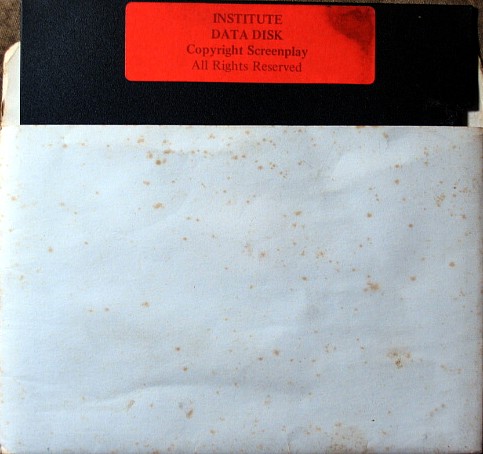 INSTITUTE
DATA DISK
Copyright Screenplay
All Rights Reserved